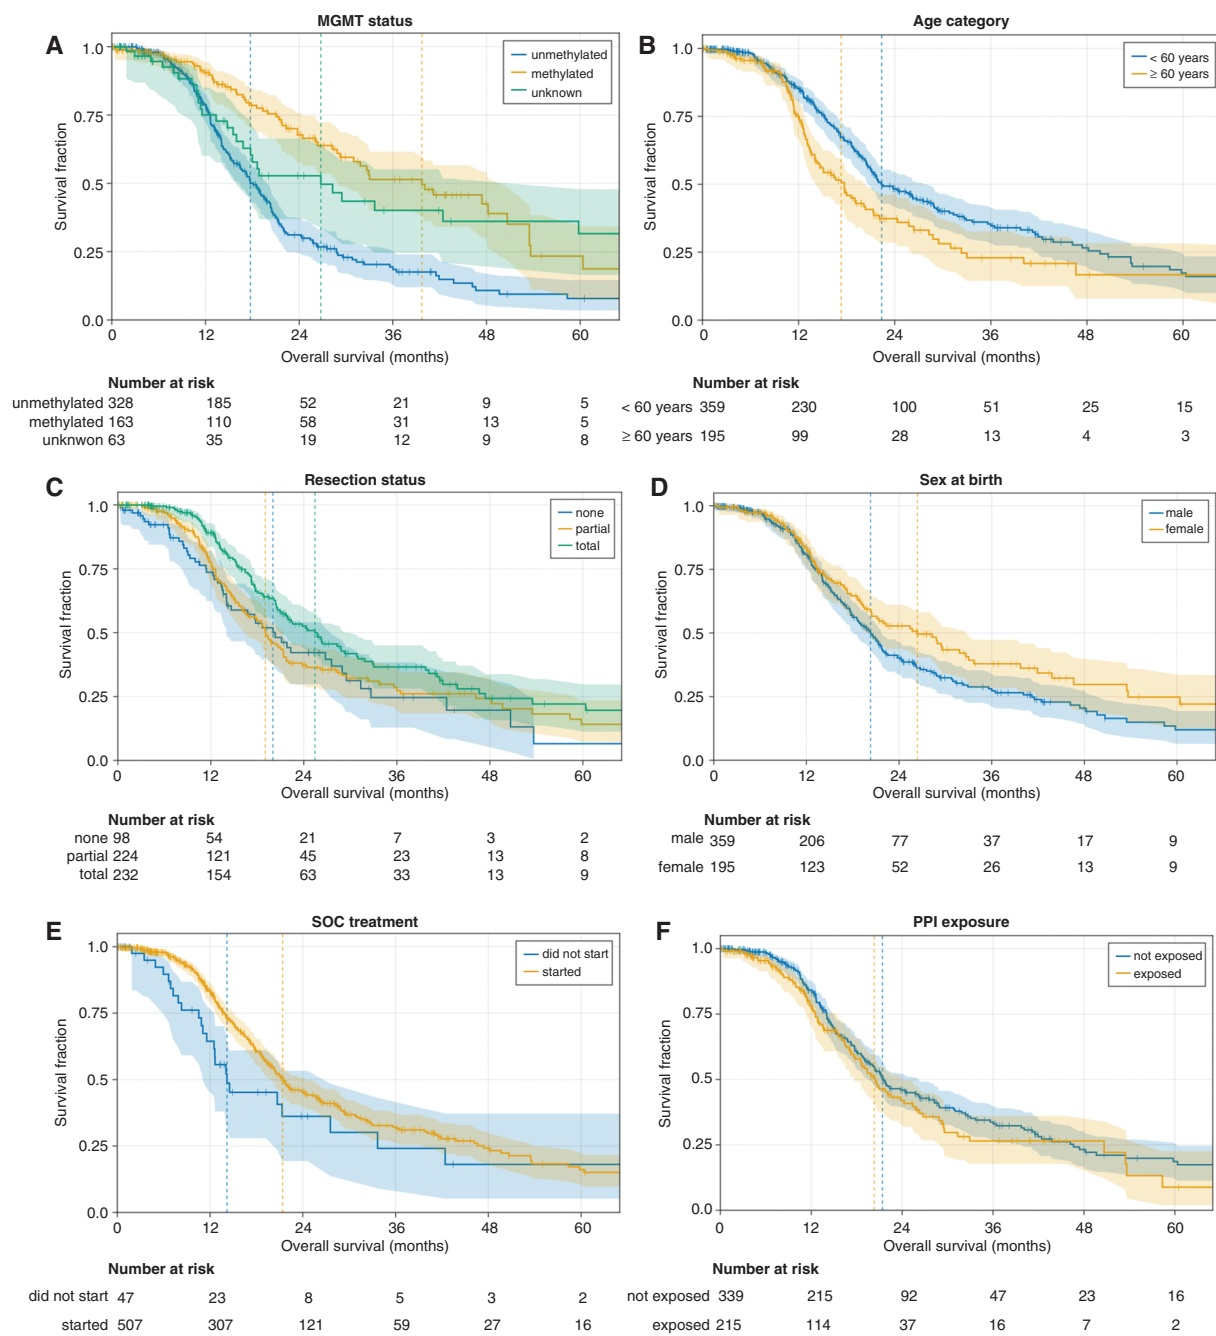 MGMT status
A
1.0
0.75
0.5
0.25
0.0
Survival fraction
unmethylated
methylated
unknown
0 12 24 36 48 60
Overall survival (months)
Number at risk
unmethylated 328 185 52 21 9 5
methylated 163 110 58 31 13 5
unknwon 63 35 19 12 9 8
Age category
B
1.0
0.75
0.5
0.25
0.0
Survival fraction
< 60 years
≥ 60 years
0 12 24 36 48 60
Overall survival (months)
Number at risk
< 60 years 359 230 100 51 25 15
≥ 60 years 195 99 28 13 4 3
Resection status
C
1.0
0.75
0.5
0.25
0.0
Survival fraction
none
partial
total
0 12 24 36 48 60
Overall survival (months)
Number at risk
none 98 54 21 7 3 2
partial 224 121 45 23 13 8
total 232 154 63 33 13 9
Sex at birth
D
1.0
0.75
0.5
0.25
0.0
Survival fraction
male
female
0 12 24 36 48 60
Overall survival (months)
Number at risk
male 359 206 77 37 17 9
female 195 123 52 26 13 9
SOC treatment
E
1.0
0.75
0.5
0.25
0.0
Survival fraction
did not start
started
0 12 24 36 48 60
Overall survival (months)
Number at risk
did not start 47 23 8 5 3 2
started 507 307 121 59 27 16
PPI exposure
F
1.0
0.75
0.5
0.25
0.0
Survival fraction
not exposed
exposed
0 12 24 36 48 60
Overall survival (months)
Number at risk
not exposed 339 215 92 47 23 16
exposed 215 114 37 16 7 2